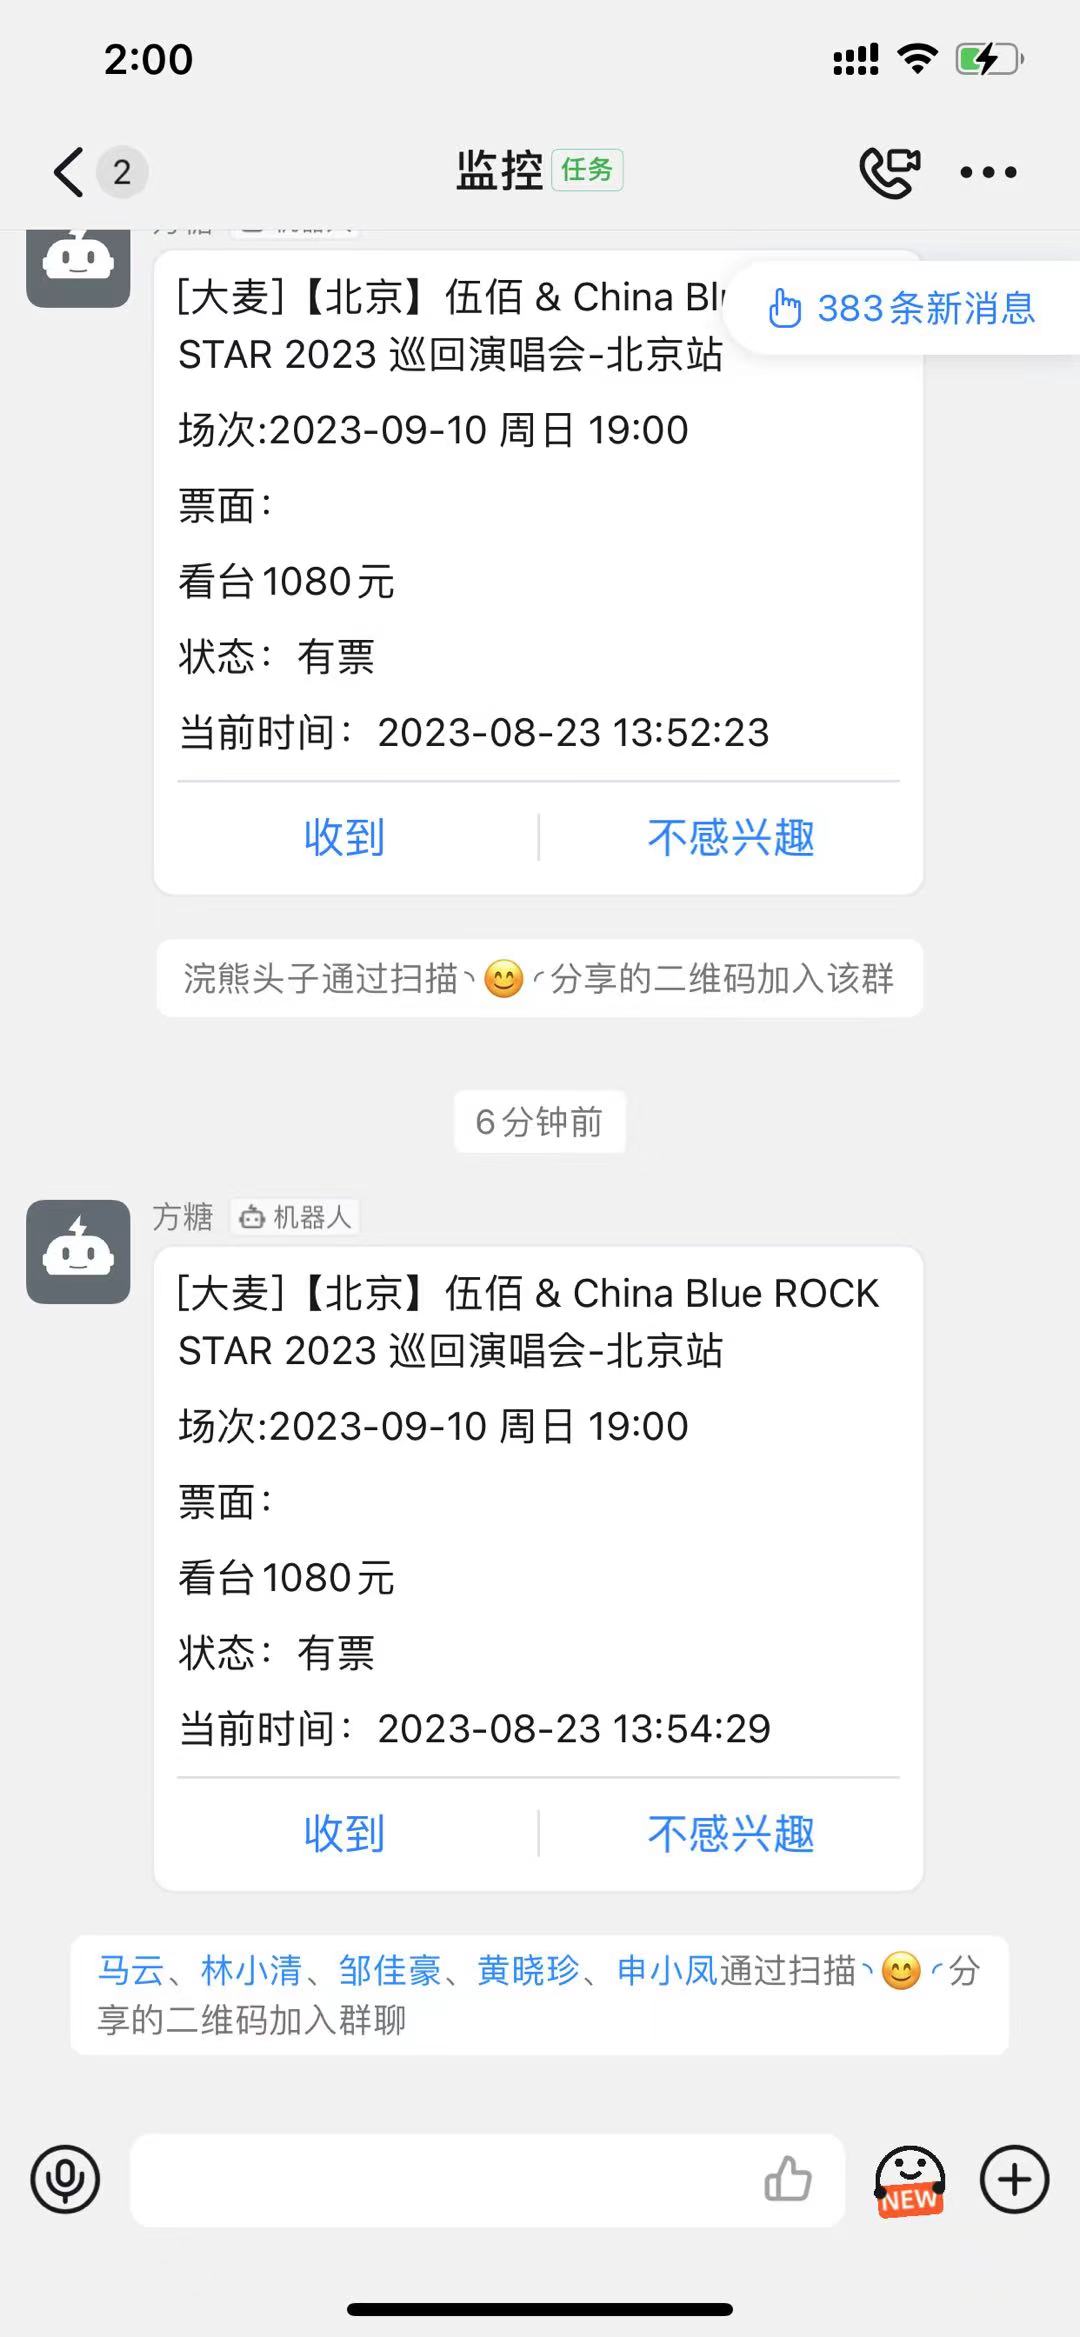 2:00
2
监控 任务
383条新消息
[大麦]【北京】伍佰 & China Bl
STAR 2023 巡回演唱会-北京站
场次:2023-09-10 周日 19:00
票面：
看台1080元
状态：有票
当前时间：2023-08-23 13:52:23
收到 不感兴趣
浣熊头子通过扫描丶😊╭分享的二维码加入该群
6分钟前
方糖 机器人
[大麦]【北京】伍佰 & China Blue ROCK
STAR 2023 巡回演唱会-北京站
场次:2023-09-10 周日 19:00
票面：
看台1080元
状态：有票
当前时间：2023-08-23 13:54:29
收到 不感兴趣
马云、林小清、邹佳豪、黄晓珍、申小凤通过扫描丶😊╭分
享的二维码加入群聊
NEW